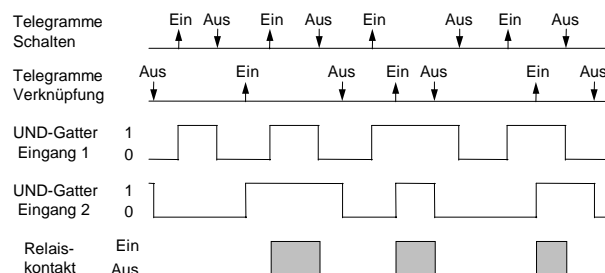 Telegramme Schalten Ein Aus Ein Aus Ein Aus Ein Aus
Telegramme Verknüpfung Aus Ein Aus Ein Aus Ein Aus
UND-Gatter 1
Eingang 1 0
UND-Gatter 1
Eingang 2 0
Relais- Ein
kontakt Aus